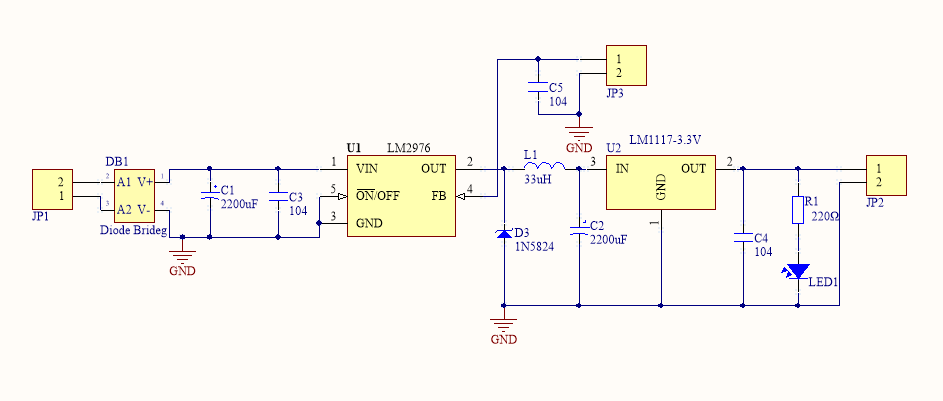 1
2
C5
104
JP3
GND
U1 LM2976
U2 LM1117-3.3V
DB1
2
1
JP1
2 A1 V+ 1
3 A2 V- 4
Diode Brideg
C1
2200uF
C3
104
GND
1 VIN OUT 2
5 ON/OFF FB 4
3 GND
L1
33uH
D3
1N5824
C2
2200uF
3 IN OUT 2
GND
1
C4
104
R1
220Ω
LED1
1
2
JP2
GND